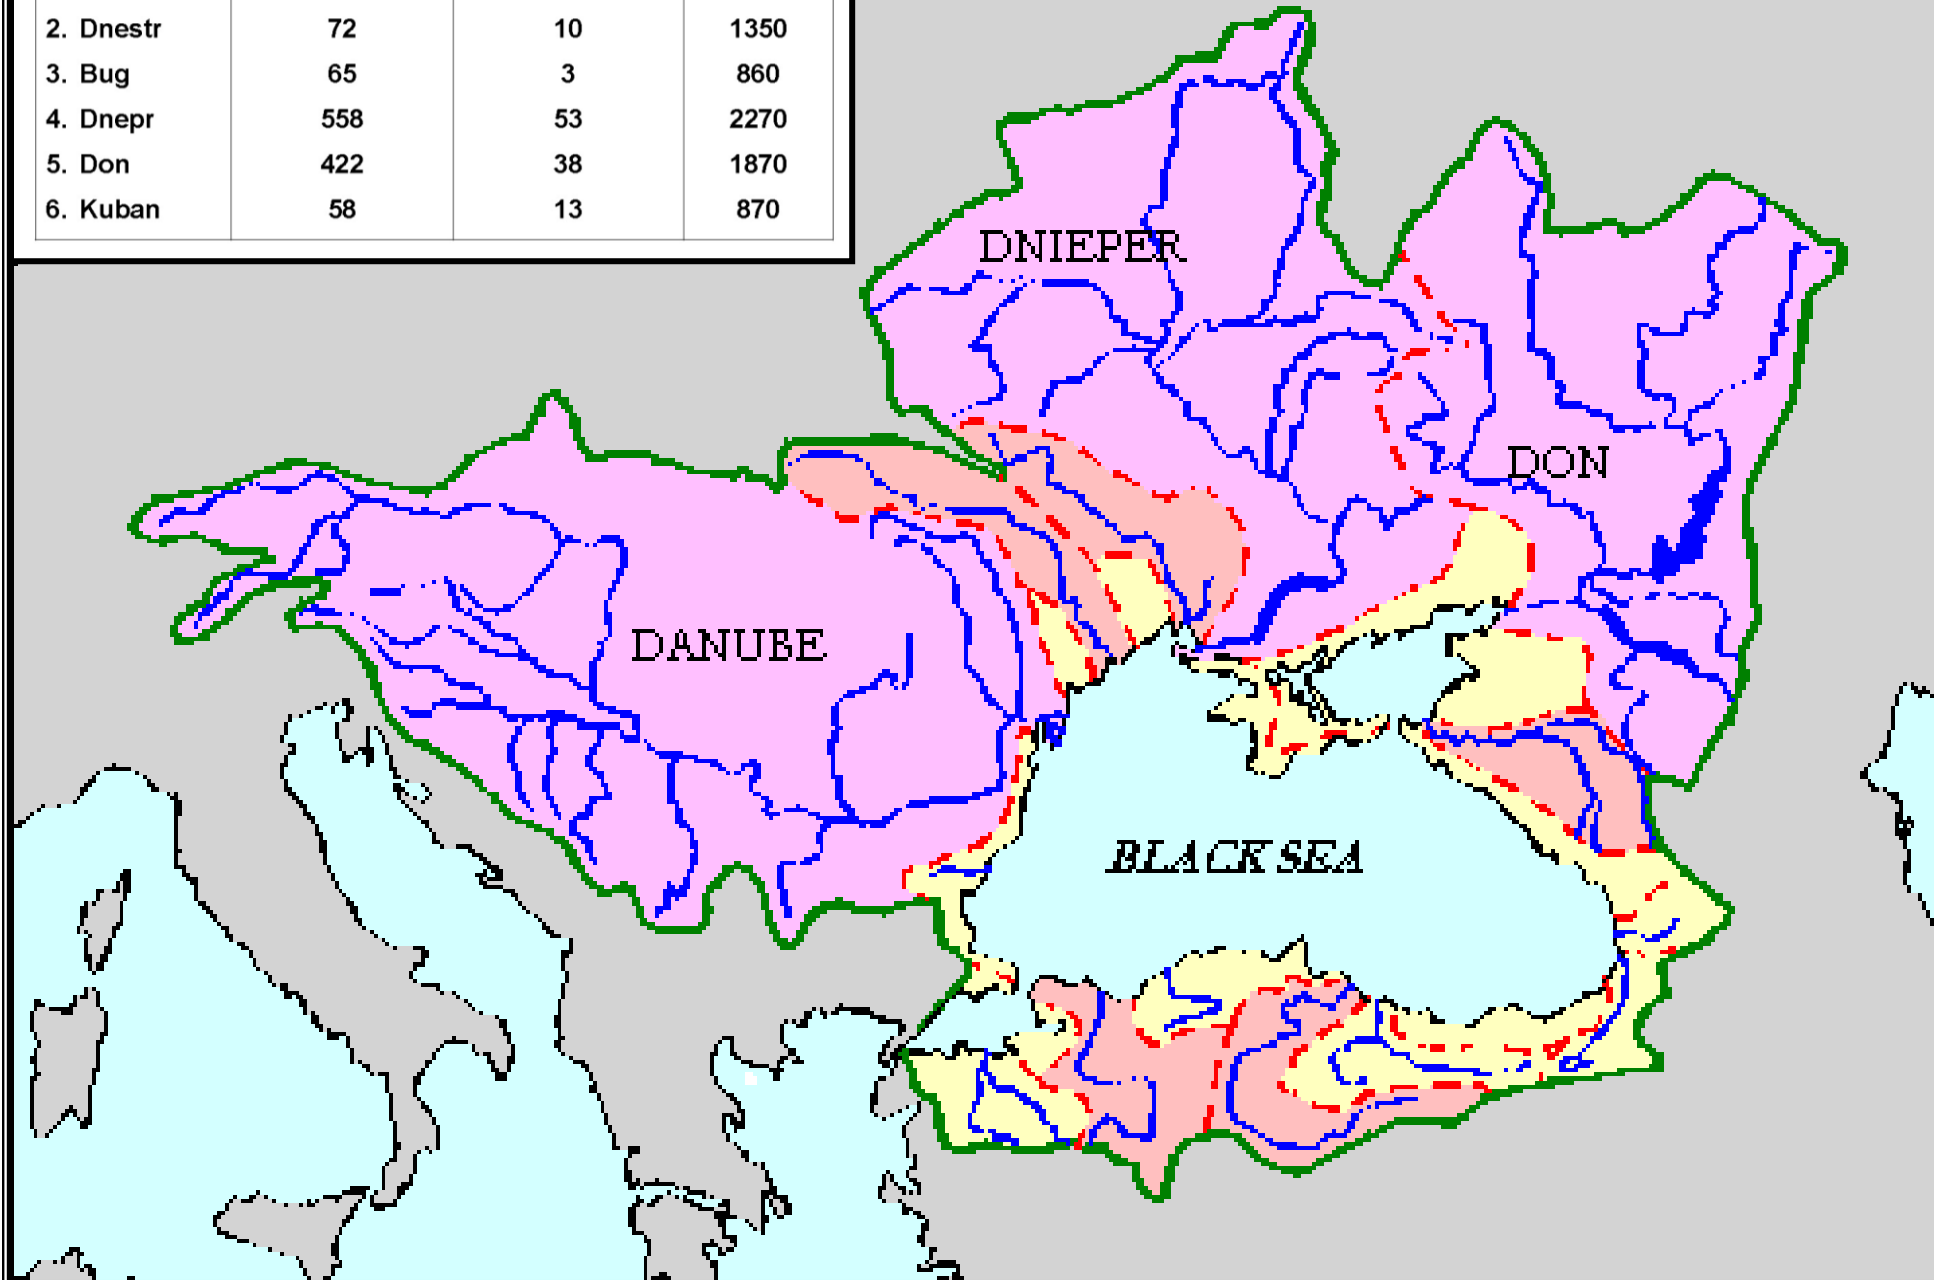 2. Dnestr 72 10 1350
3. Bug 65 3 860
4. Dnepr 558 53 2270
5. Don 422 38 1870
6. Kuban 58 13 870
DNIEPER
DON
DANUBE
BLACK SEA